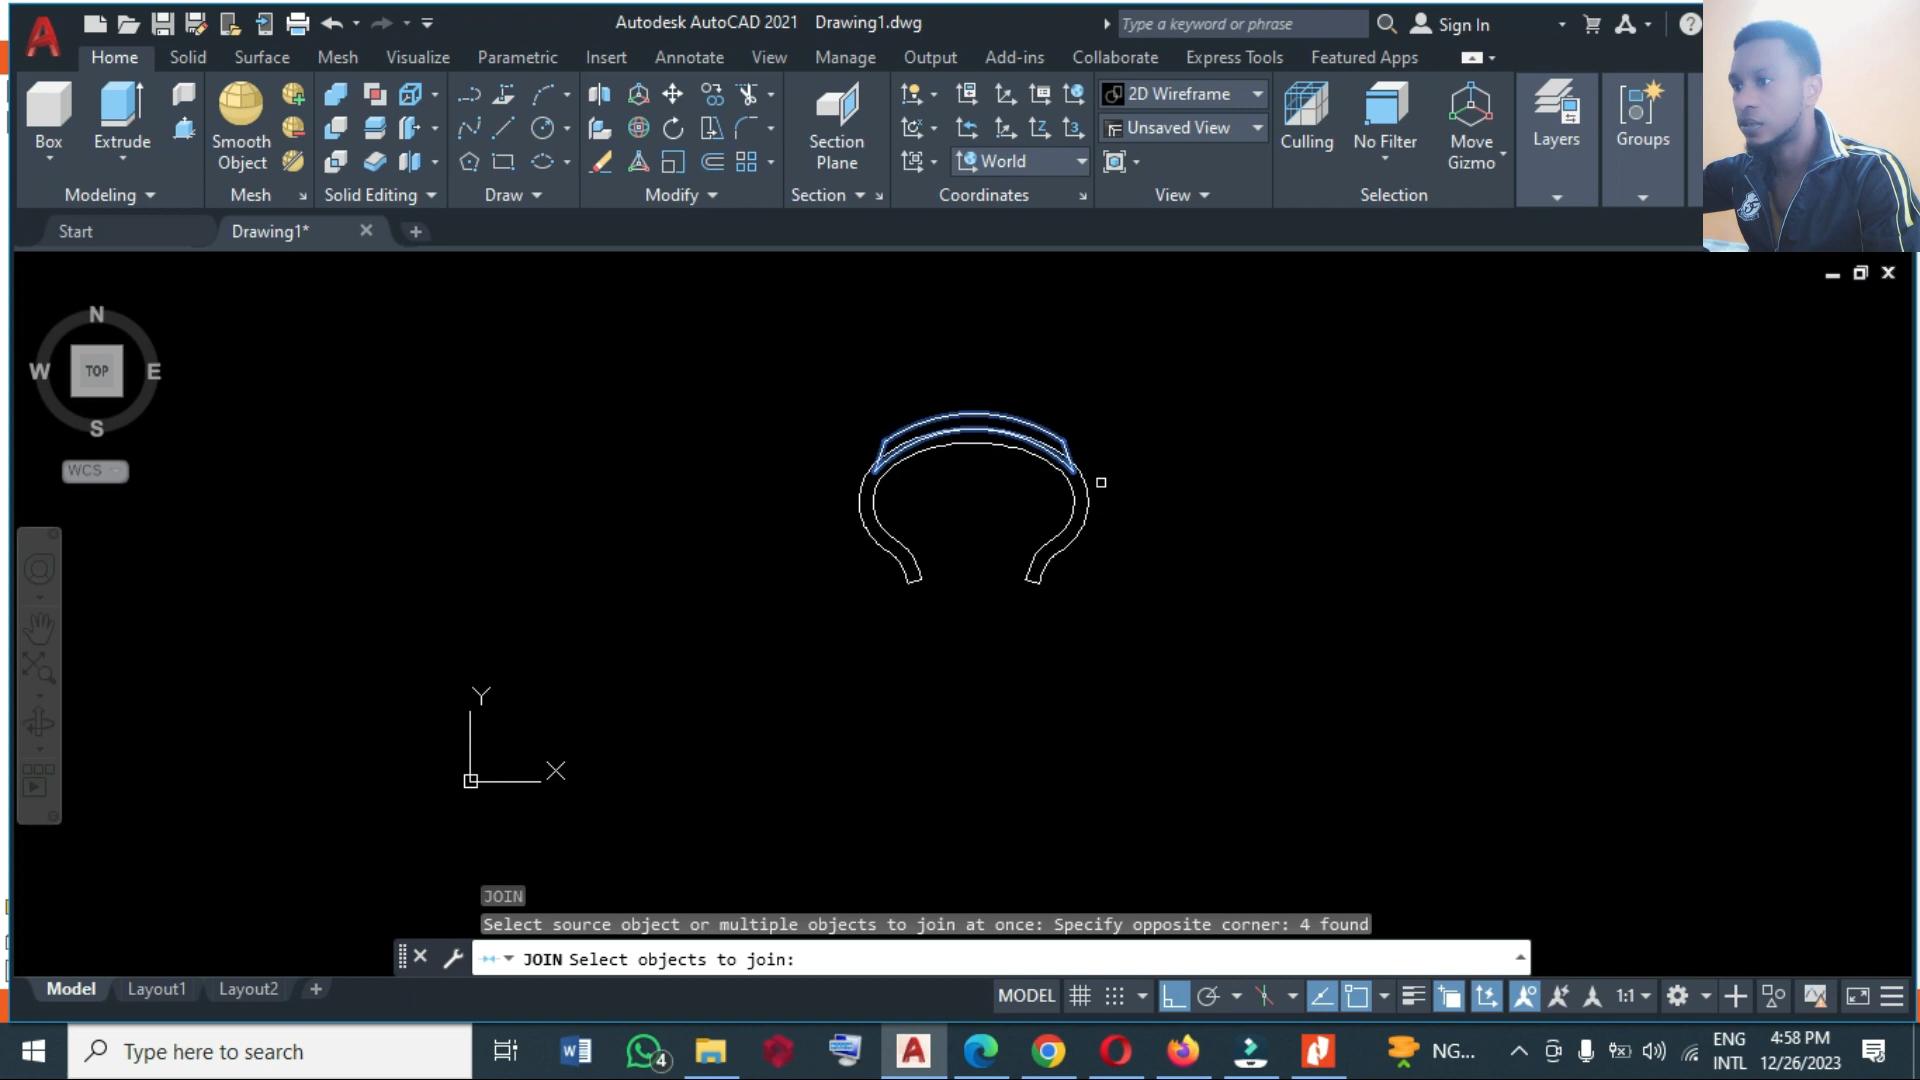 Autodesk AutoCAD 2021 Drawing1.dwg
Type a keyword or phrase
Sign In
Home Solid Surface Mesh Visualize Parametric Insert Annotate View Manage Output Add-ins Collaborate Express Tools Featured Apps
Box
Extrude
Smooth Object
Section Plane
World
2D Wireframe
Unsaved View
Culling
No Filter
Move Gizmo
Layers
Groups
Modeling Mesh Solid Editing Draw Modify Section Coordinates View Selection
Start Drawing1*
N
W TOP E
S
WCS
Y
X
JOIN
Select source object or multiple objects to join at once: Specify opposite corner: 4 found
JOIN Select objects to join:
Model Layout1 Layout2
MODEL 1:1
Type here to search
4
NG...
ENG
INTL
4:58 PM
12/26/2023